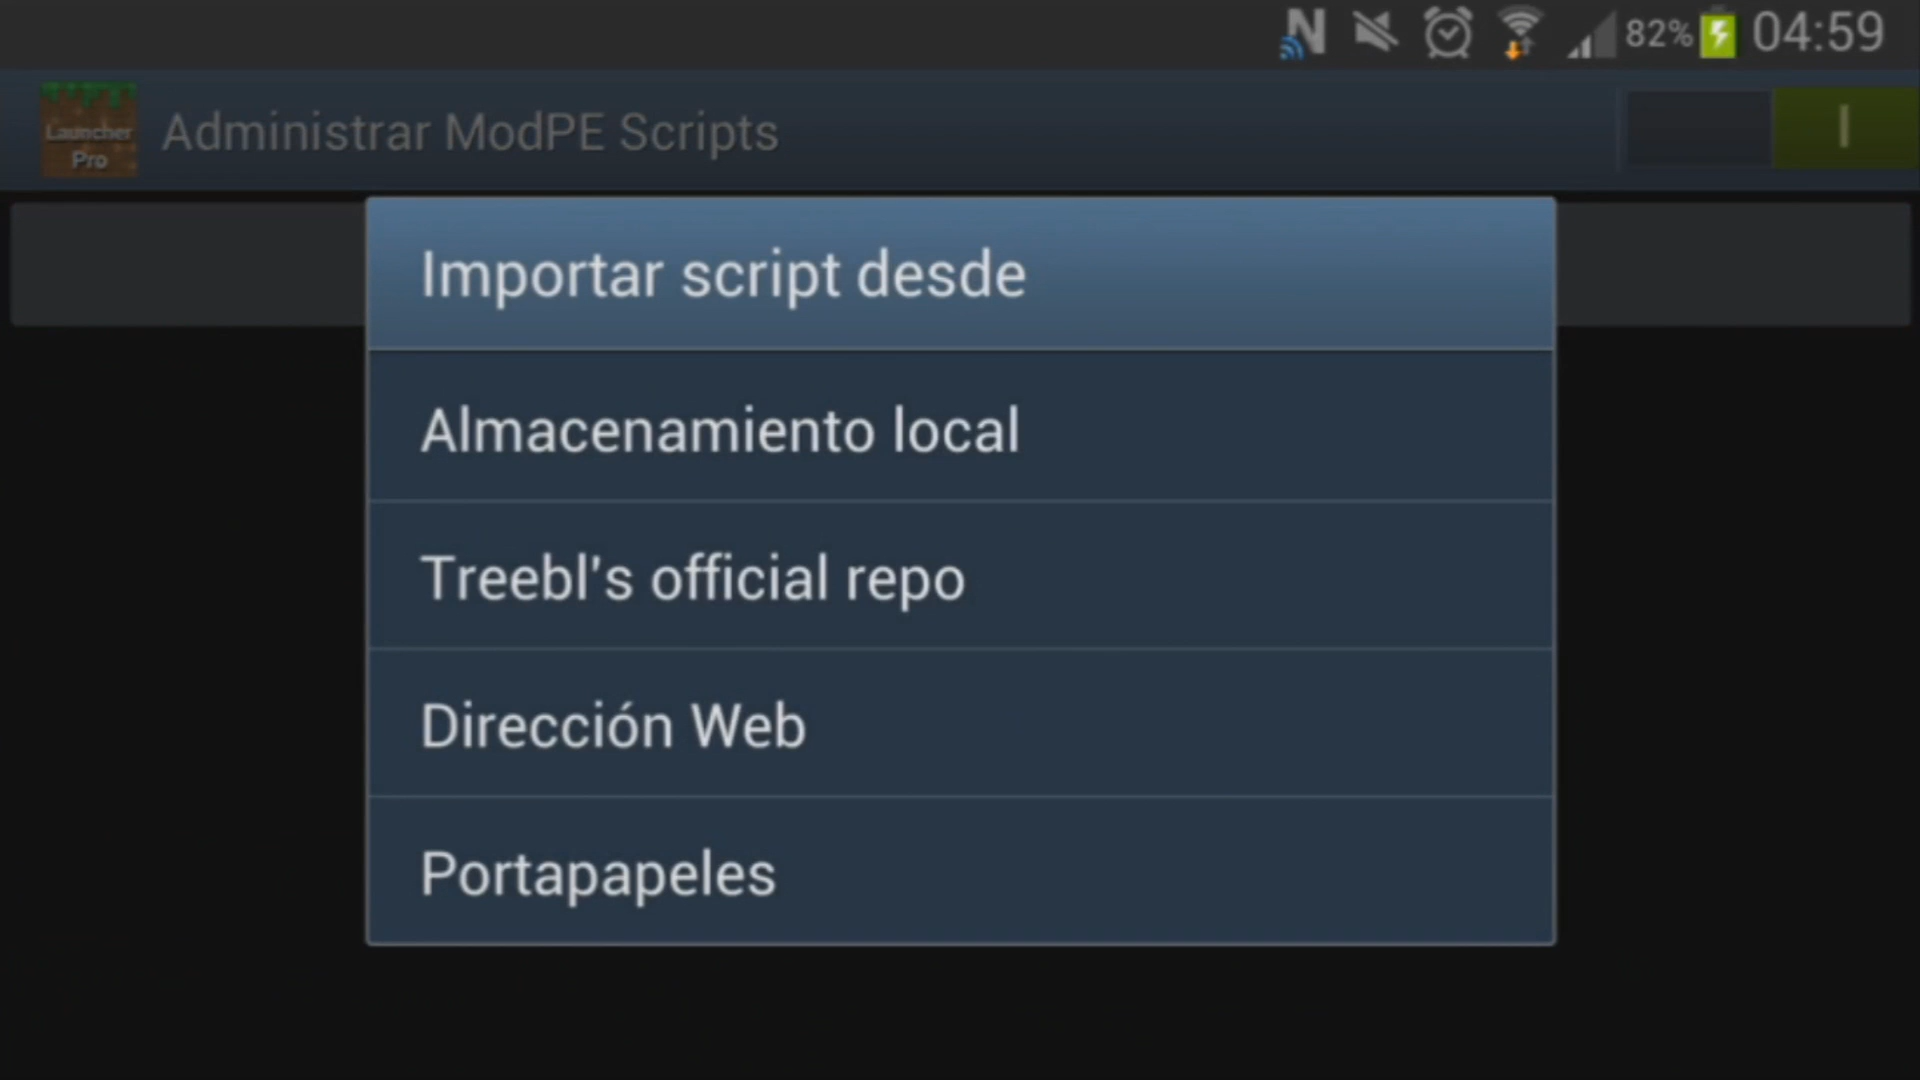 82% 04:59
Launcher
Pro
Administrar ModPE Scripts
Importar script desde
Almacenamiento local
Treebl's official repo
Dirección Web
Portapapeles